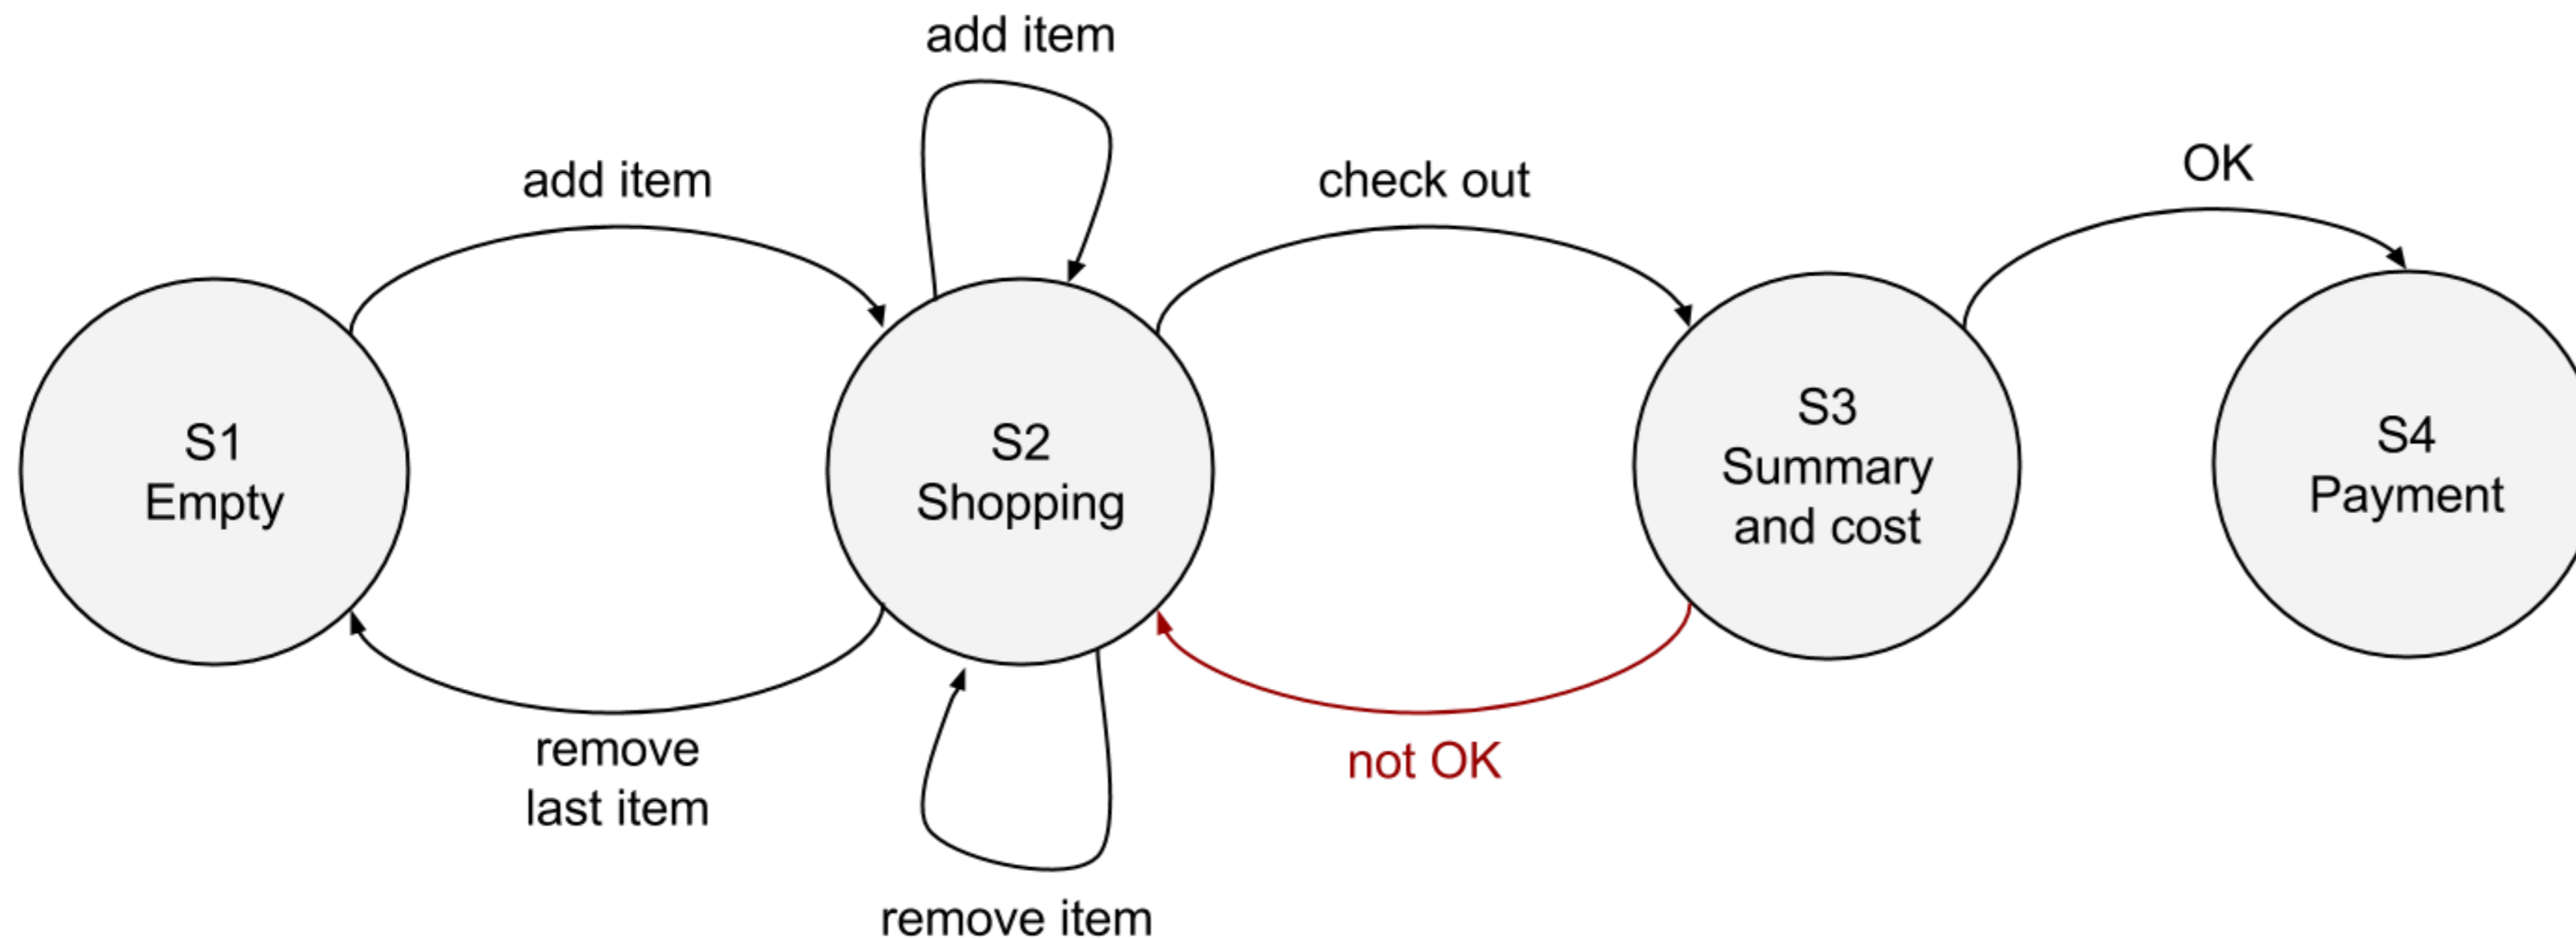 add item
add item
check out
OK
S1
Empty
S2
Shopping
S3
Summary
and cost
S4
Payment
remove
last item
not OK
remove item